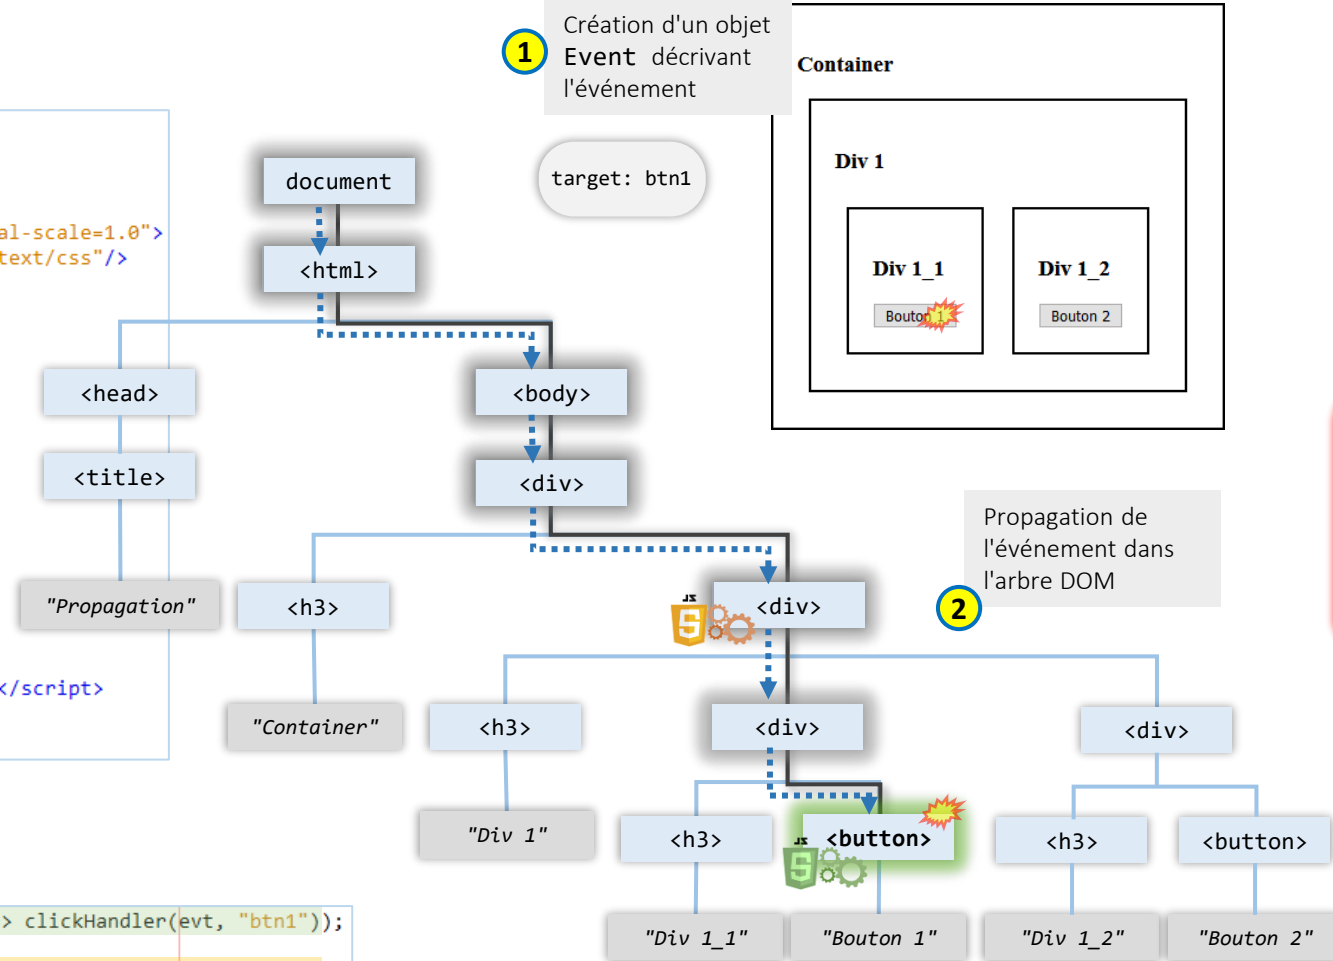 Création d'un objet
Event décrivant
l'événement
1
Container
Div 1
Div 1_1
Bouton 1
Div 1_2
Bouton 2
target: btn1
al-scale=1.0">
text/css"/>
</script>
document
<html>
<head>
<body>
<title>
<div>
Propagation de
l'événement dans
l'arbre DOM
2
"Propagation"
<h3>
JS
<div>
"Container"
<h3>
<div>
<div>
"Div 1"
<h3>
JS
<button>
<h3>
<button>
"Div 1_1"
"Bouton 1"
"Div 1_2"
"Bouton 2"
> clickHandler(evt, "btn1"));